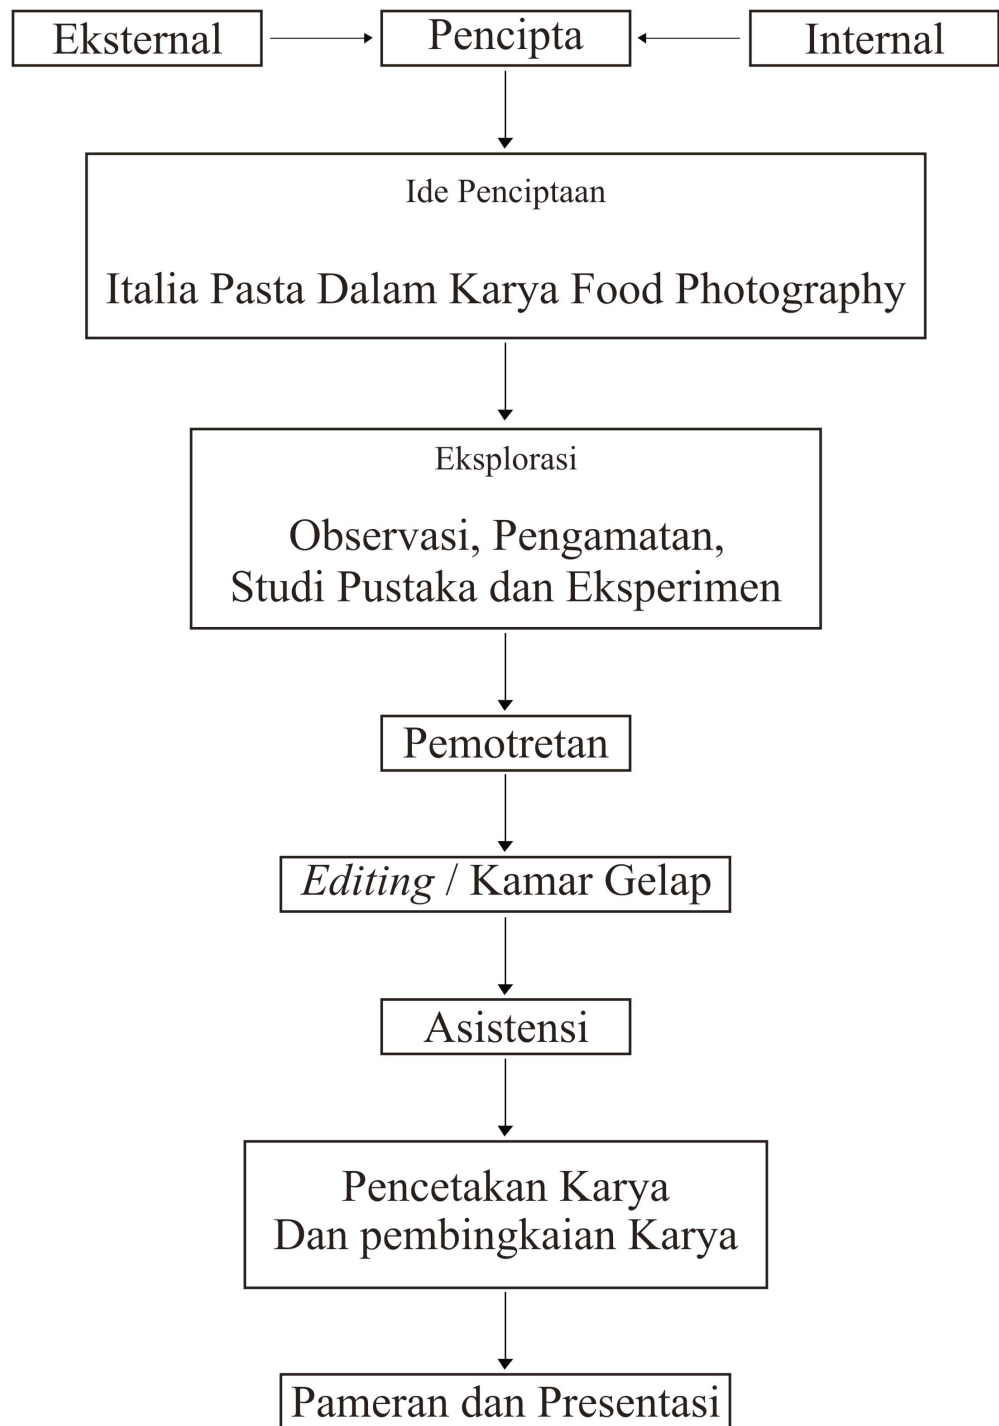 Eksternal
Pencipta
Internal
Ide Penciptaan
Italia Pasta Dalam Karya Food Photography
Eksplorasi
Observasi, Pengamatan,
Studi Pustaka dan Eksperimen
Pemotretan
Editing / Kamar Gelap
Asistensi
Pencetakan Karya
Dan pembingkaian Karya
Pameran dan Presentasi